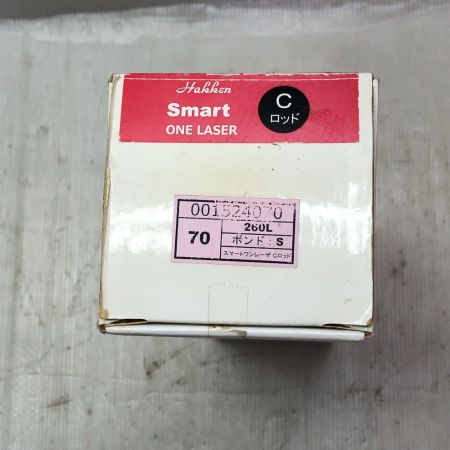 Hakken
Smart
ONE LASER
C
ロッド
001524070
70
260L
ボンド：S
スマートワンレーザ Cロッド